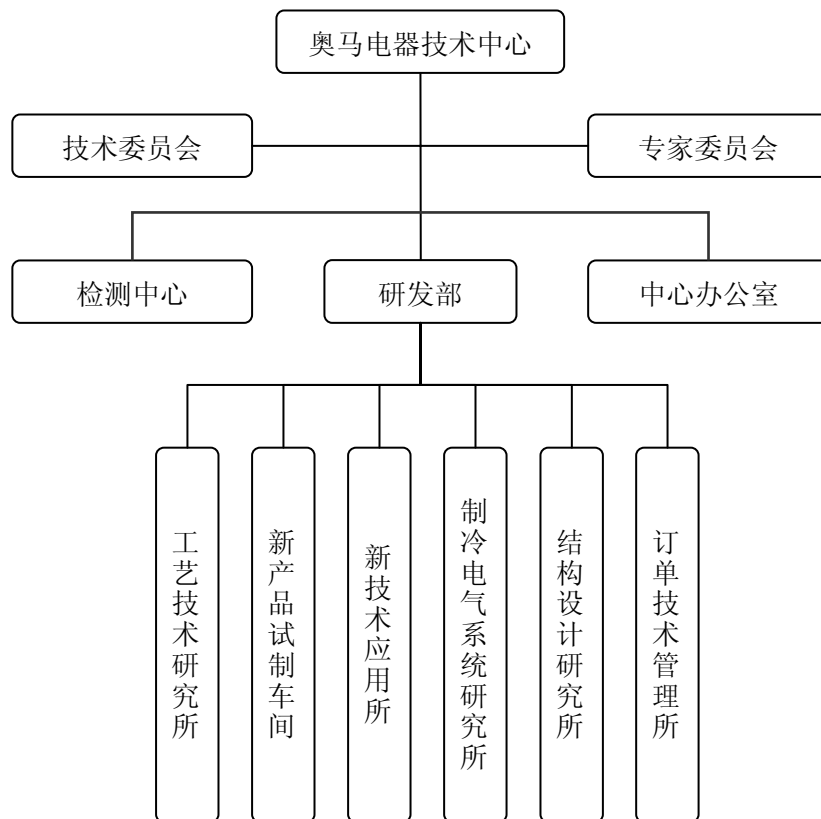 奥马电器技术中心
技术委员会
专家委员会
检测中心
研发部
中心办公室
工艺技术研究所
新产品试制车间
新技术应用所
制冷电气系统研究所
结构设计研究所
订单技术管理所